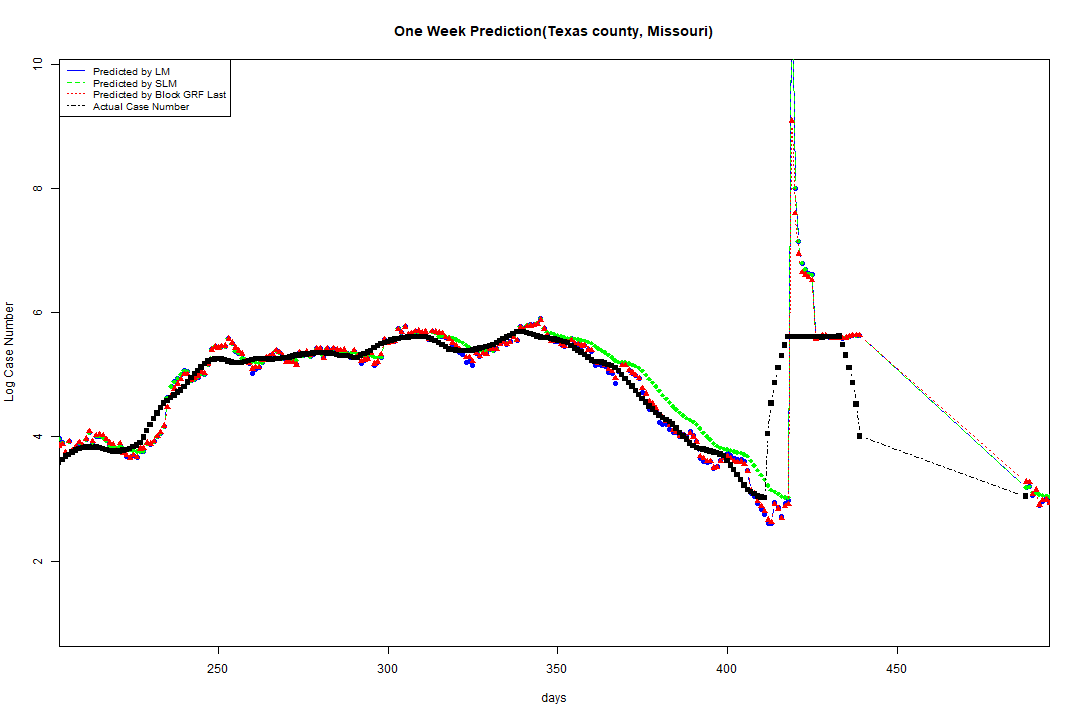 One Week Prediction(Texas county, Missouri)
Predicted by LM
Predicted by SLM
Predicted by Block GRF Last
Actual Case Number
Log Case Number
10
8
6
4
2
250
300
350
400
450
days